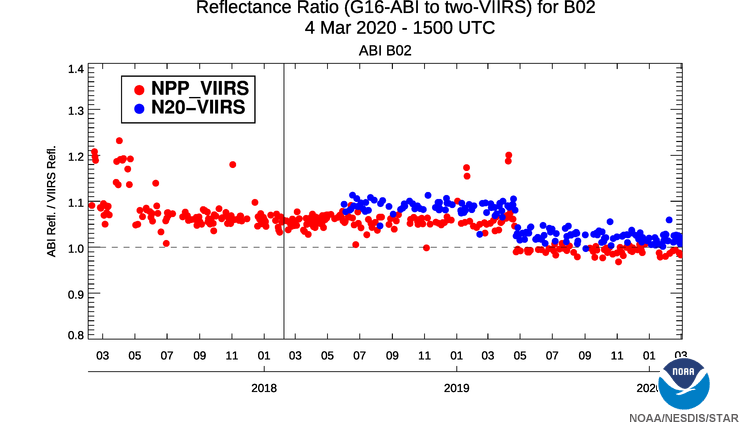 Reflectance Ratio (G16-ABI to two-VIIRS) for B02
4 Mar 2020 - 1500 UTC
ABI B02
NPP_VIIRS
N20-VIIRS
ABI Refl. / VIIRS Refl.
1.4
1.3
1.2
1.1
1.0
0.9
0.8
03 05 07 09 11 01 03 05 07 09 11 01 03 05 07 09 11 01 03
2018 2019
NOAA
NOAA/NESDIS/STAR